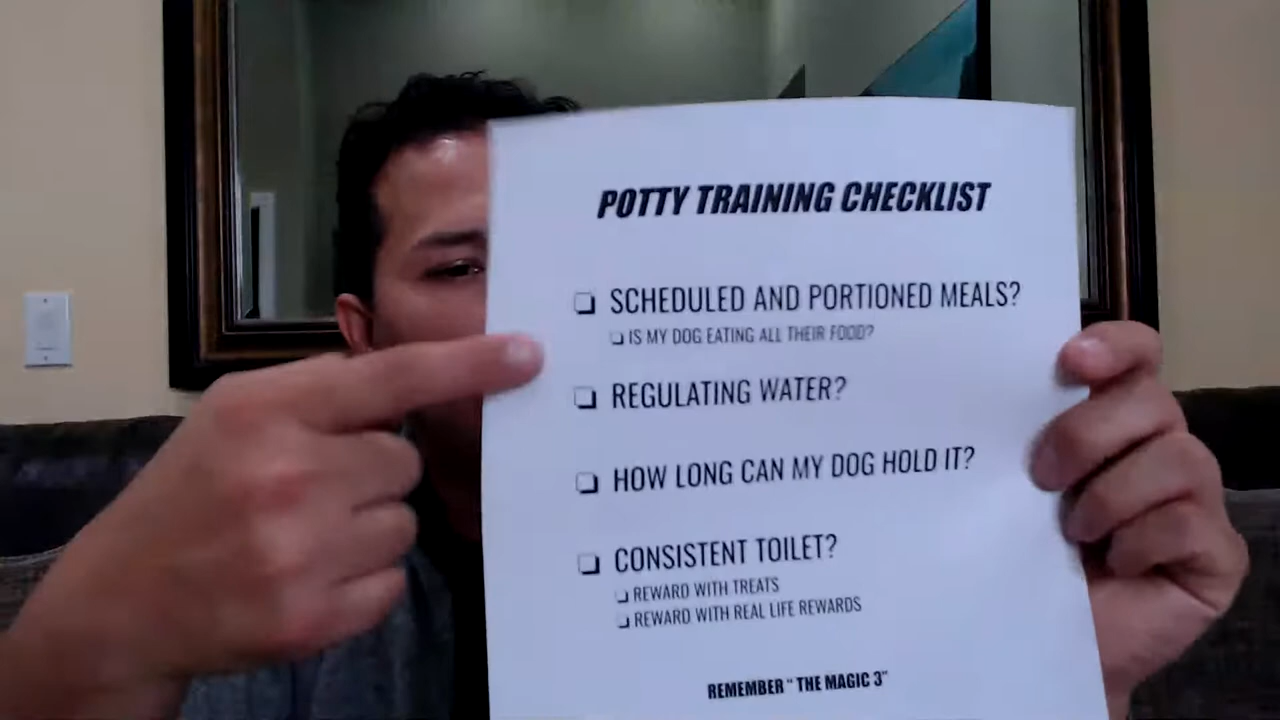 POTTY TRAINING CHECKLIST
SCHEDULED AND PORTIONED MEALS?
IS MY DOG EATING ALL THEIR FOOD?
REGULATING WATER?
HOW LONG CAN MY DOG HOLD IT?
CONSISTENT TOILET?
REWARD WITH TREATS
REWARD WITH REAL LIFE REWARDS
REMEMBER " THE MAGIC 3"